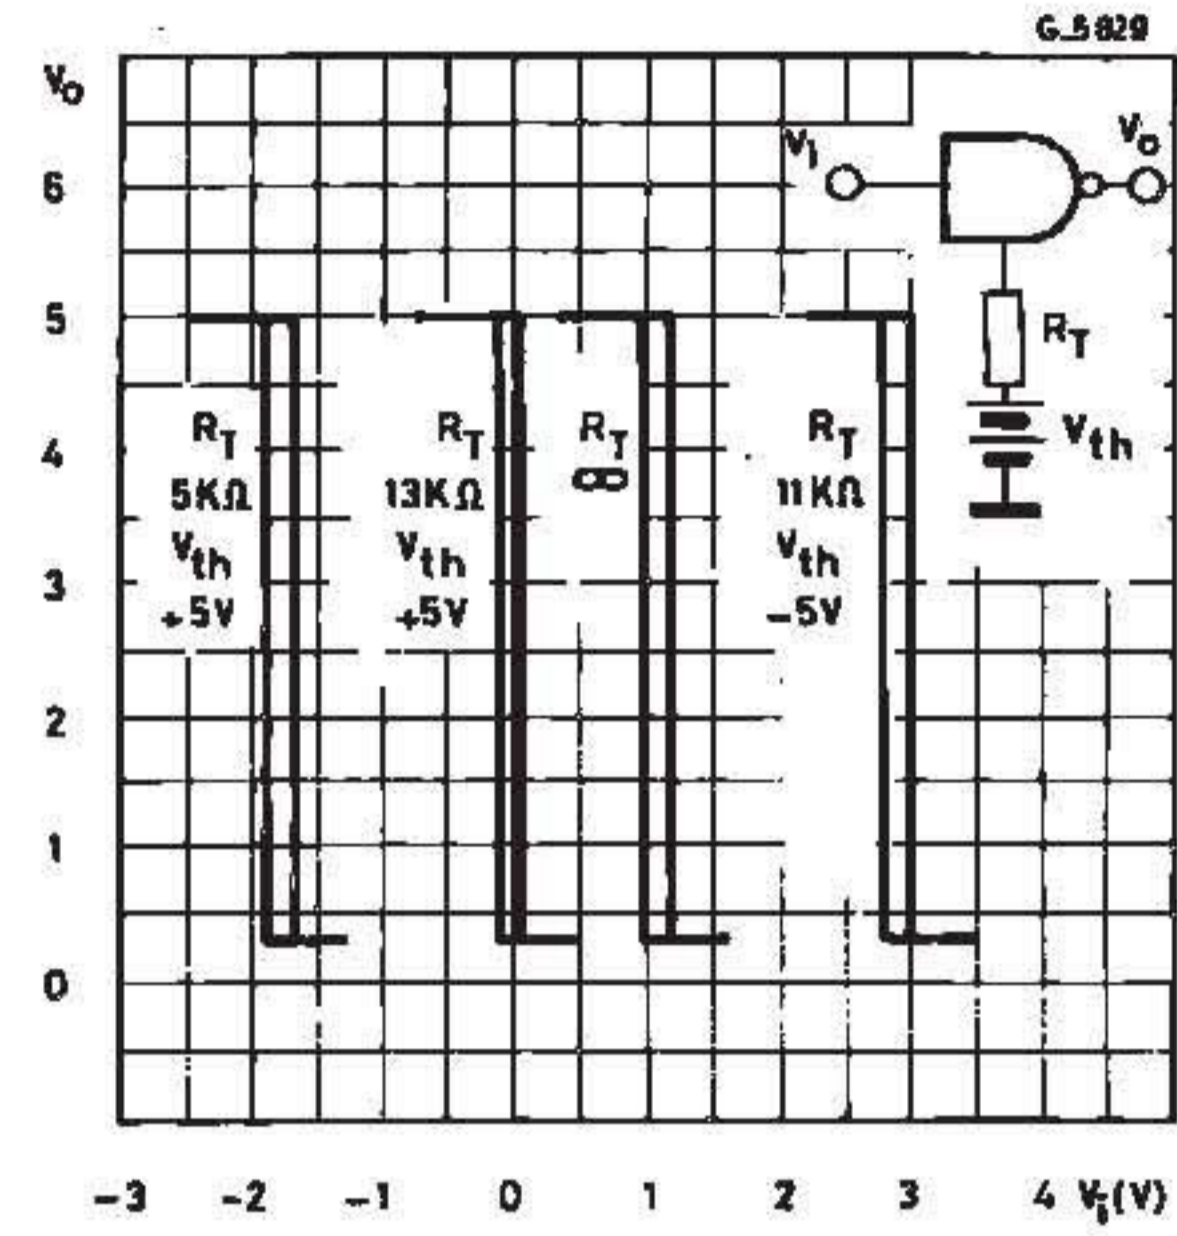 G-5829
Vo
6
5
4
3
2
1
0
Vi
Vo
RT
Vth
RT
5KΩ
Vth
+5V
RT
13KΩ
Vth
+5V
RT
∞
RT
11KΩ
Vth
-5V
-3 -2 -1 0 1 2 3 4 Vi(V)